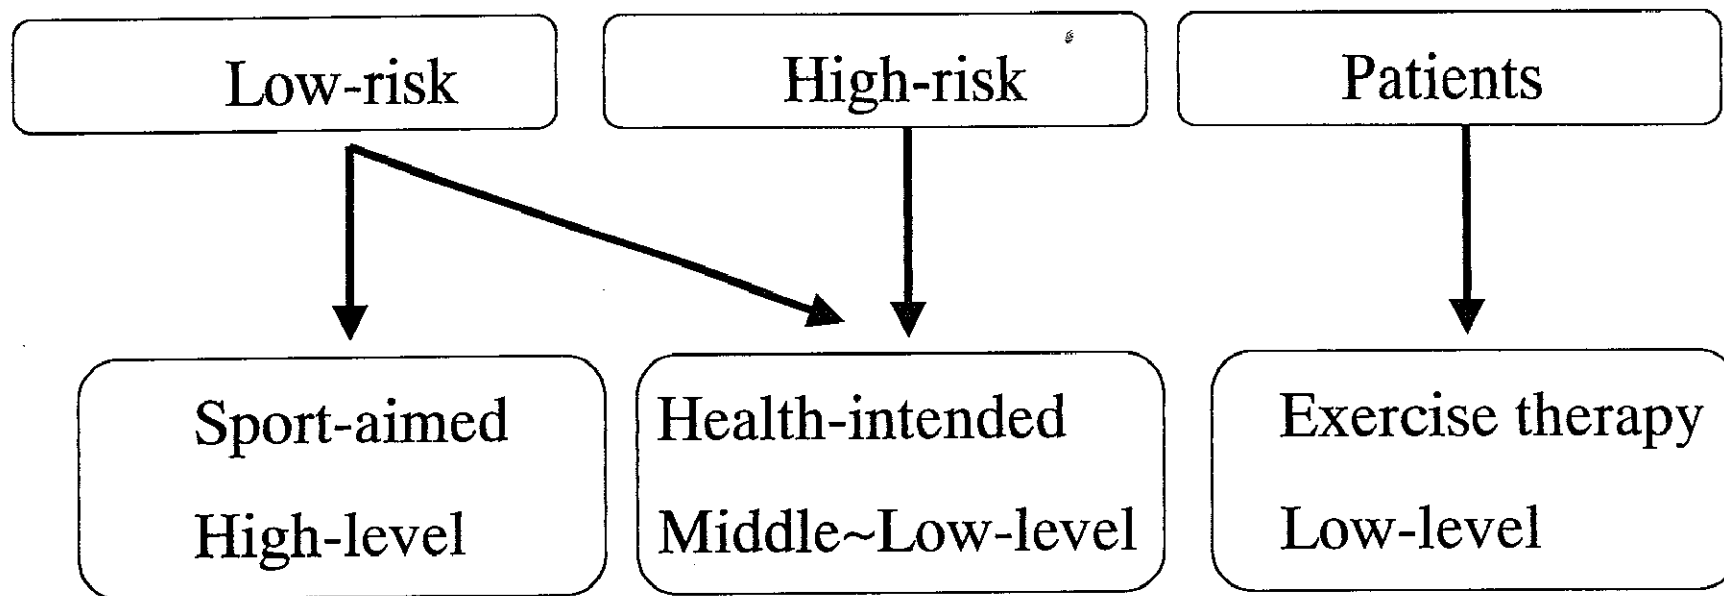 Low-risk
High-risk
Patients
Sport-aimed
High-level
Health-intended
Middle~Low-level
Exercise therapy
Low-level